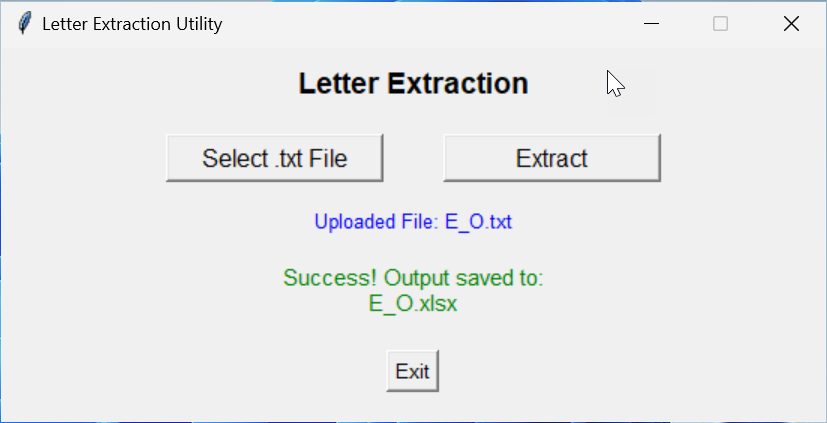 Letter Extraction Utility
Letter Extraction
Select .txt File
Extract
Uploaded File: E_O.txt
Success! Output saved to:
E_O.xlsx
Exit